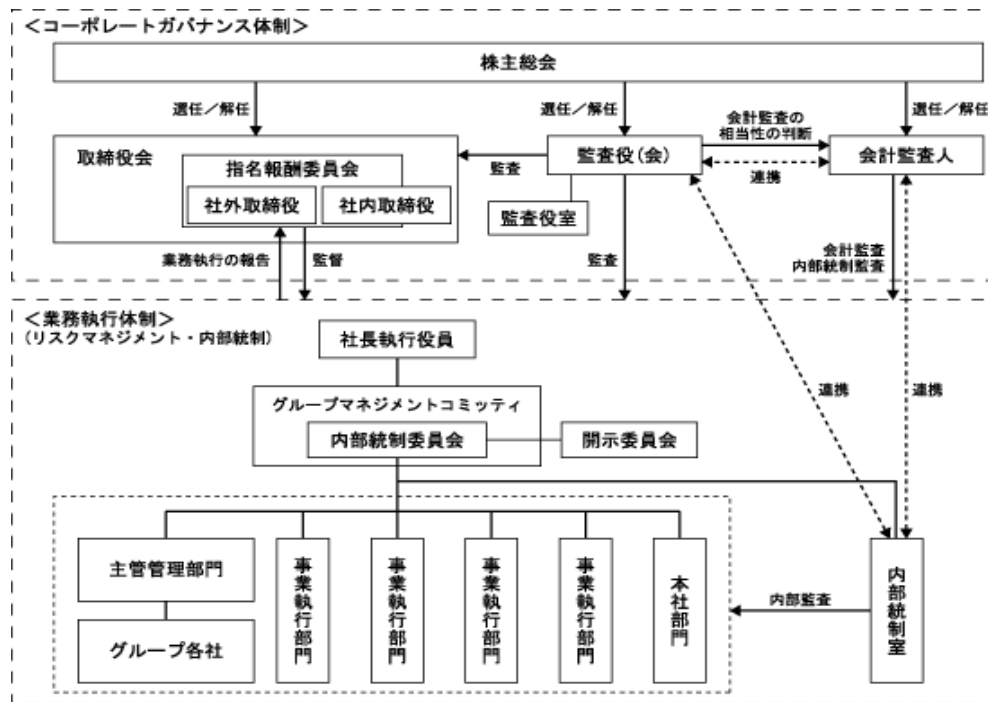 ＜コーポレートガバナンス体制＞
株主総会
選任／解任
選任／解任
会計監査の
相当性の判断
選任／解任
取締役会
指名報酬委員会
社外取締役
社内取締役
監査
監査役(会)
連携
会計監査人
監査役室
業務執行の報告
監督
監査
会計監査
内部統制監査
＜業務執行体制＞
(リスクマネジメント・内部統制)
社長執行役員
グループマネジメントコミッティ
内部統制委員会
開示委員会
連携
連携
主管管理部門
グループ各社
事業執行部門
事業執行部門
事業執行部門
事業執行部門
本社部門
内部監査
内部統制室